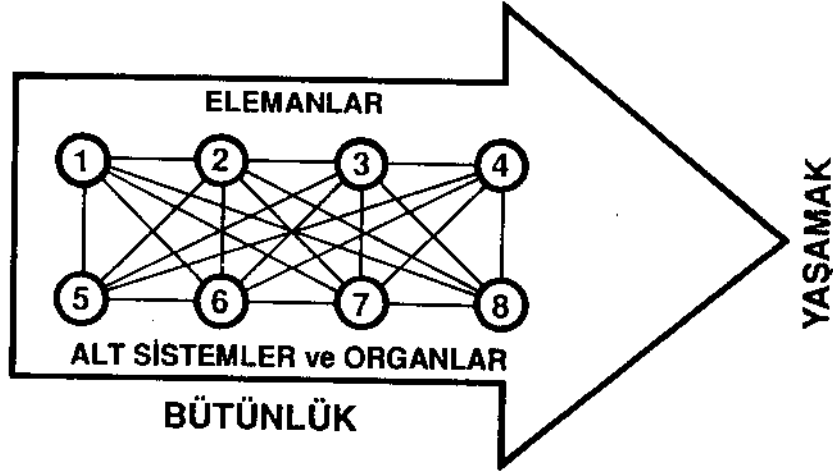 ELEMANLAR
1 2 3 4
5 6 7 8
ALT SİSTEMLER ve ORGANLAR
BÜTÜNLÜK
YAŞAMAK